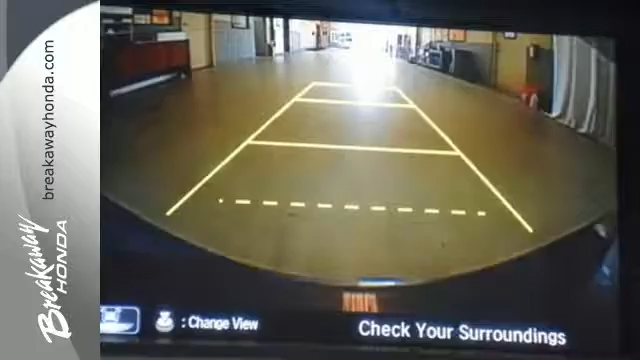 breakawayhonda.com
Breakaway
HONDA
: Change View
Check Your Surroundings